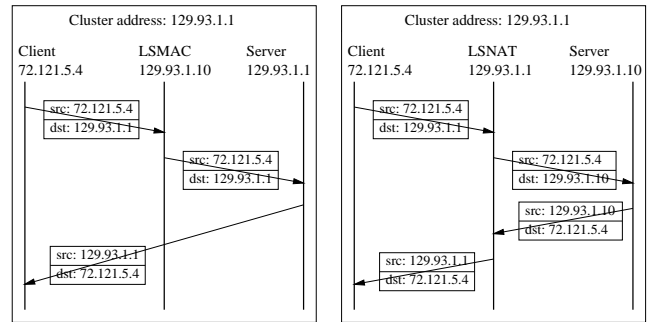 Cluster address: 129.93.1.1
Client LSMAC Server
72.121.5.4 129.93.1.10 129.93.1.1
src: 72.121.5.4
dst: 129.93.1.1
src: 72.121.5.4
dst: 129.93.1.1
src: 129.93.1.1
dst: 72.121.5.4
Cluster address: 129.93.1.1
Client LSNAT Server
72.121.5.4 129.93.1.1 129.93.1.10
src: 72.121.5.4
dst: 129.93.1.1
src: 72.121.5.4
dst: 129.93.1.10
src: 129.93.1.10
dst: 72.121.5.4
src: 129.93.1.1
dst: 72.121.5.4